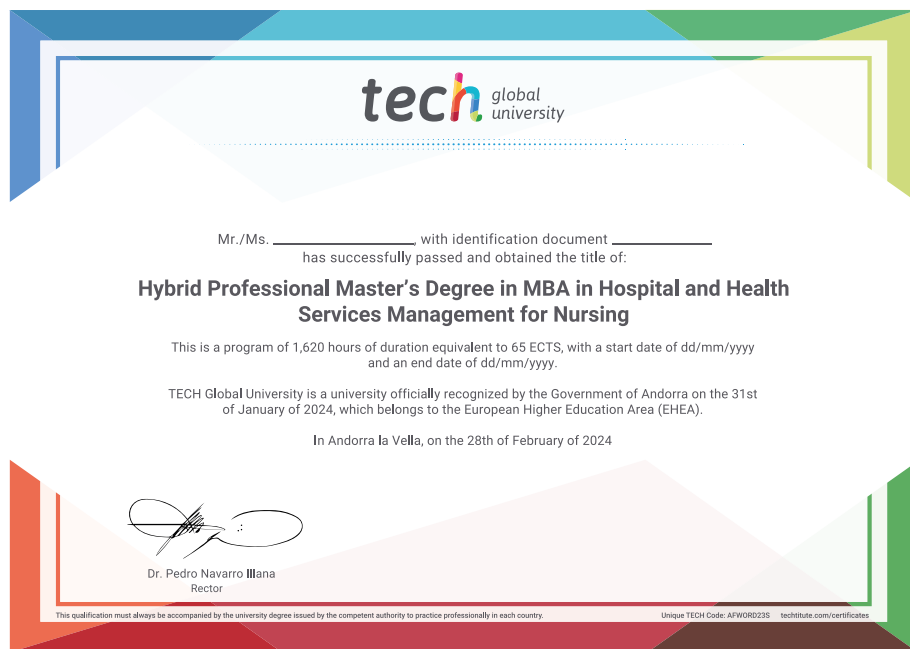 tech global university
Mr./Ms. ____________, with identification document ____________
has successfully passed and obtained the title of:
Hybrid Professional Master’s Degree in MBA in Hospital and Health
Services Management for Nursing
This is a program of 1,620 hours of duration equivalent to 65 ECTS, with a start date of dd/mm/yyyy
and an end date of dd/mm/yyyy.
TECH Global University is a university officially recognized by the Government of Andorra on the 31st
of January of 2024, which belongs to the European Higher Education Area (EHEA).
In Andorra la Vella, on the 28th of February of 2024
Dr. Pedro Navarro Illana
Rector
This qualification must always be accompanied by the university degree issued by the competent authority to practice professionally in each country.
Unique TECH Code: AFWORD23S techtitute.com/certificates